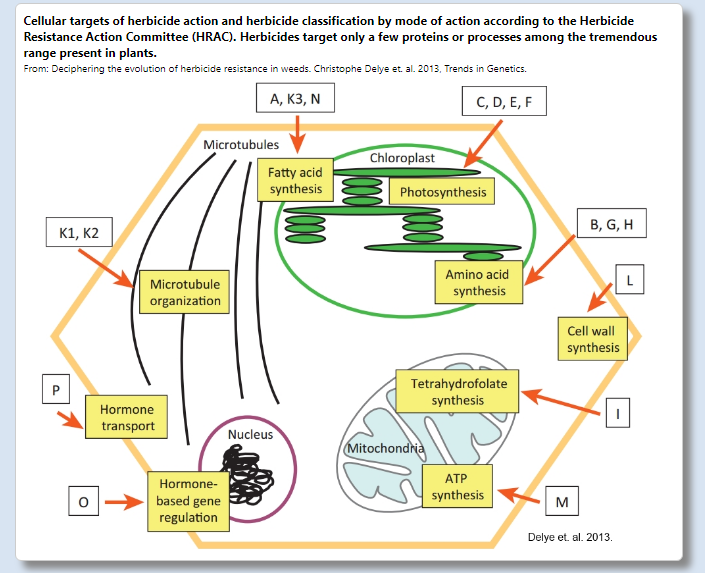 Cellular targets of herbicide action and herbicide classification by mode of action according to the Herbicide
Resistance Action Committee (HRAC). Herbicides target only a few proteins or processes among the tremendous
range present in plants.
From: Deciphering the evolution of herbicide resistance in weeds. Christophe Delye et. al. 2013, Trends in Genetics.
A, K3, N
C, D, E, F
Microtubules
Chloroplast
Fatty acid
synthesis
Photosynthesis
K1, K2
B, G, H
Microtubule
organization
Amino acid
synthesis
L
Cell wall
synthesis
P
Hormone
transport
Tetrahydrofolate
synthesis
I
Nucleus
Mitochondria
Hormone-
based gene
regulation
O
ATP
synthesis
M
Delye et. al. 2013.